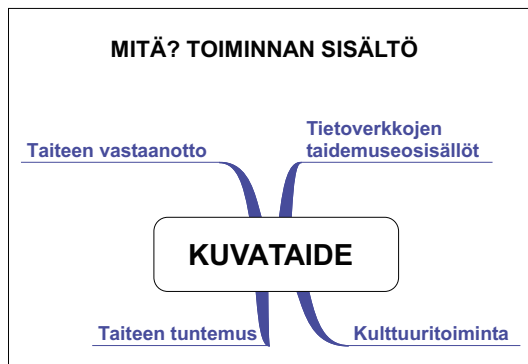 MITÄ? TOIMINNAN SISÄLTÖ
Taiteen vastaanotto
Tietoverkkojen
taidemuseosisällöt
KUVATAIDE
Taiteen tuntemus
Kulttuuritoiminta